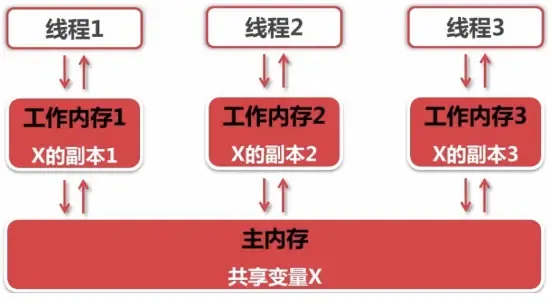 线程1
线程2
线程3
工作内存1
X的副本1
工作内存2
X的副本2
工作内存3
X的副本3
主内存
共享变量X